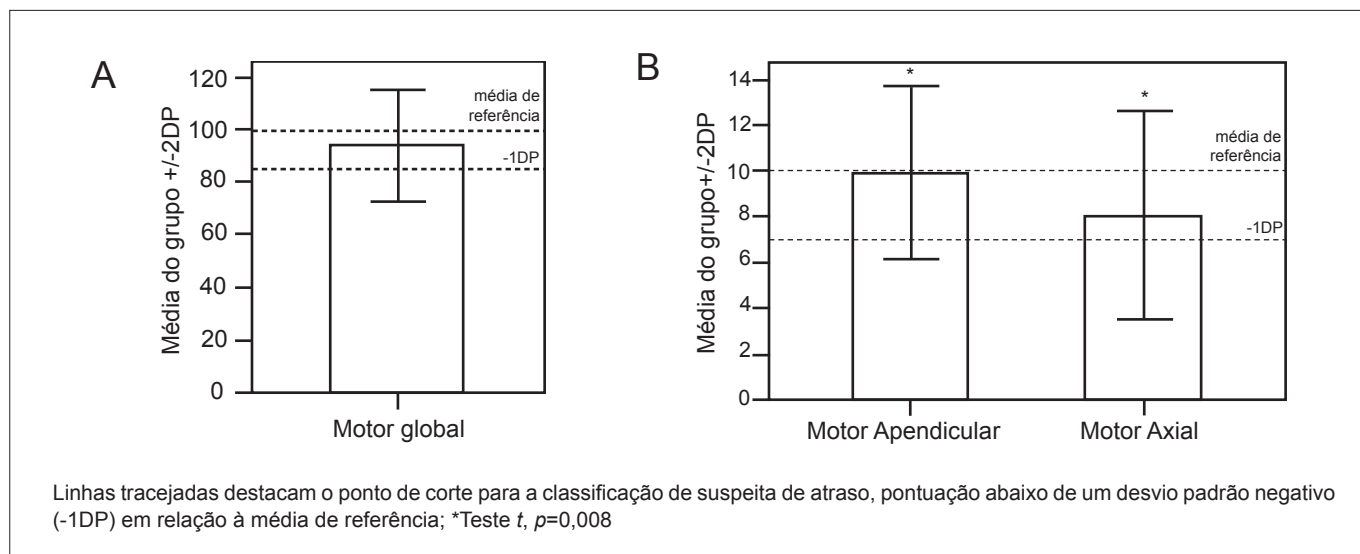 A
Média do grupo +/-2DP
120
100
80
60
40
20
0
média de
referência
-1DP
Motor global
B
Média do grupo+/-2DP
14
12
10
8
6
4
2
0
*
*
média de
referência
-1DP
Motor Apendicular
Motor Axial
Linhas tracejadas destacam o ponto de corte para a classificação de suspeita de atraso, pontuação abaixo de um desvio padrão negativo
(-1DP) em relação à média de referência; *Teste t, p=0,008